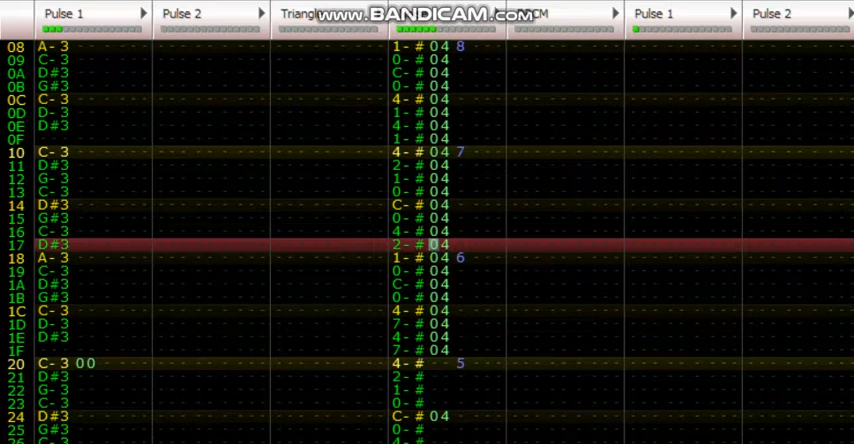 Pulse 1 Pulse 2 Triangl www.BANDICAM.com CM Pulse 1 Pulse 2
08 A-3 1-# 04 8
09 C-3 0-# 04
0A D#3 C-# 04
0B G#3 0-# 04
0C C-3 4-# 04
0D D-3 1-# 04
0E D#3 4-# 04
0F 1-# 04
10 C-3 4-# 04 7
11 D#3 2-# 04
12 G-3 1-# 04
13 C-3 0-# 04
14 D#3 C-# 04
15 G#3 0-# 04
16 C-3 4-# 04
17 D#3 2-# 04
18 A-3 1-# 04 6
19 C-3 0-# 04
1A D#3 C-# 04
1B G#3 0-# 04
1C C-3 4-# 04
1D D-3 7-# 04
1E D#3 4-# 04
1F 7-# 04
20 C-3 00 4-# 5
21 D#3 2-#
22 G-3 1-#
23 C-3 0-#
24 D#3 C-# 04
25 G#3 0-#